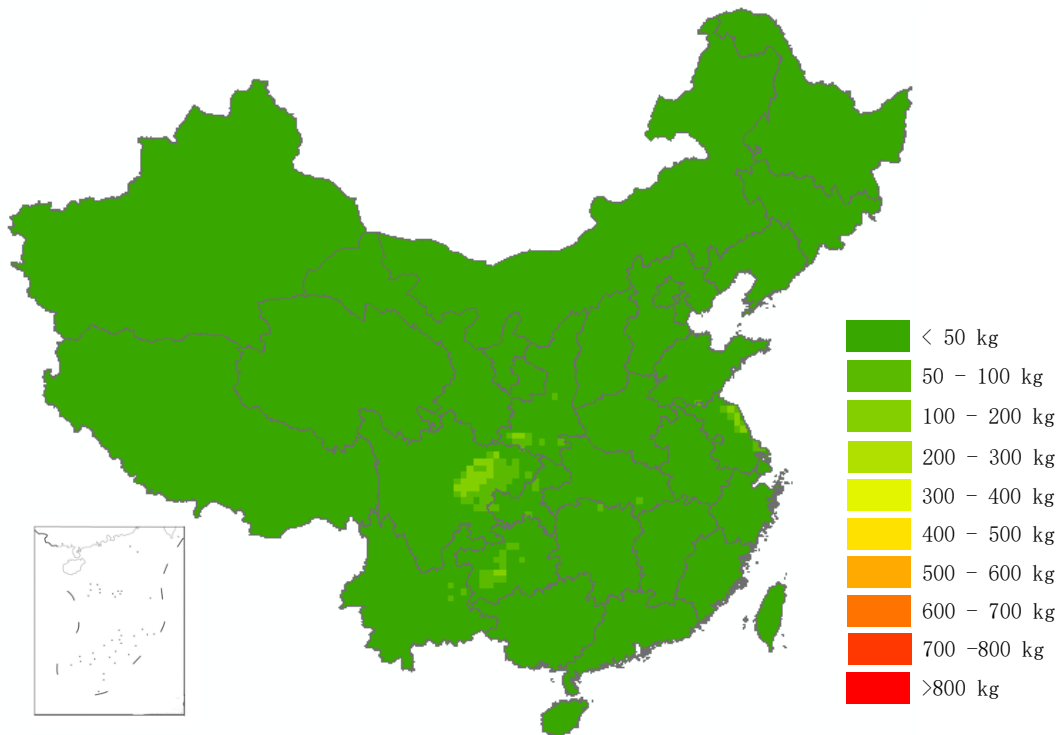 < 50 kg
50 - 100 kg
100 - 200 kg
200 - 300 kg
300 - 400 kg
400 - 500 kg
500 - 600 kg
600 - 700 kg
700 -800 kg
>800 kg